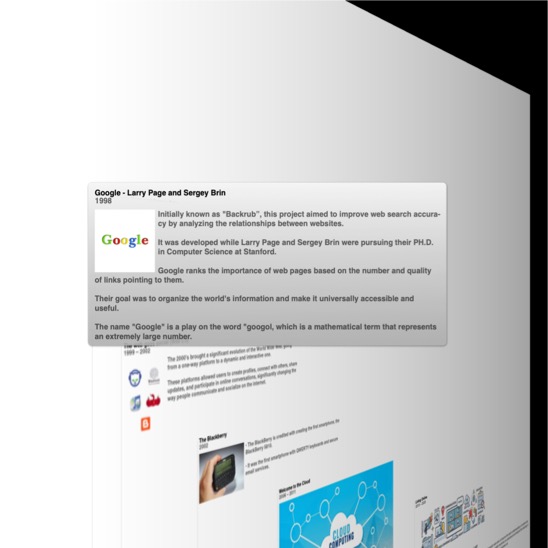 Google - Larry Page and Sergey Brin
1998
Initially known as "Backrub", this project aimed to improve web search accura-
cy by analyzing the relationships between websites.
Google
It was developed while Larry Page and Sergey Brin were pursuing their PH.D.
in Computer Science at Stanford.
Google ranks the importance of web pages based on the number and quality
of links pointing to them.
Their goal was to organize the world's information and make it universally accessible and
useful.
The name "Google" is a play on the word "googol, which is a mathematical term that represents
an extremely large number.
1999 – 2002
The 2000's brought a significant evolution of the World Wide Web, going
from a one-way platform to a dynamic and interactive one.
These platforms allowed users to create profiles, connect with others, share
updates, and participate in online conversations, significantly changing the
way people communicate and socialize on the internet.
The BlackBerry
2002
- The BlackBerry is credited with creating the first smartphone, the
BlackBerry
- It was the first smartphone with QWERTY keyboards and secure
email services.
Welcome to the Cloud
2006 – 2011
CLOUD
COMPUTING